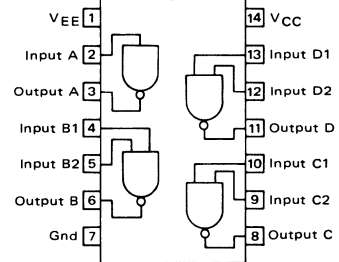 VEE 1
Input A 2
Output A 3
Input B1 4
Input B2 5
Output B 6
Gnd 7
14 VCC
13 Input D1
12 Input D2
11 Output D
10 Input C1
9 Input C2
8 Output C